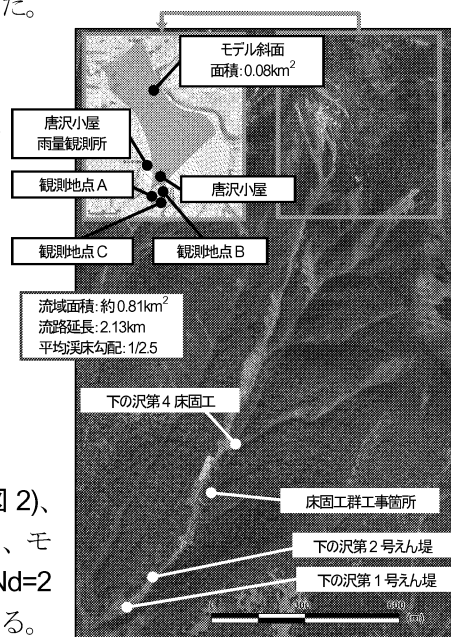 た。
モデル斜面
面積:0.08km²
唐沢小屋
雨量観測所
観測地点A
唐沢小屋
観測地点C
観測地点B
流域面積:約0.81km²
流路延長:2.13km
平均渓床勾配:1/2.5
下の沢第4床固工
図2)、
床固工群工事箇所
、モ
下の沢第2号えん堤
Nd=2
下の沢第1号えん堤
る。
300
600
(m)